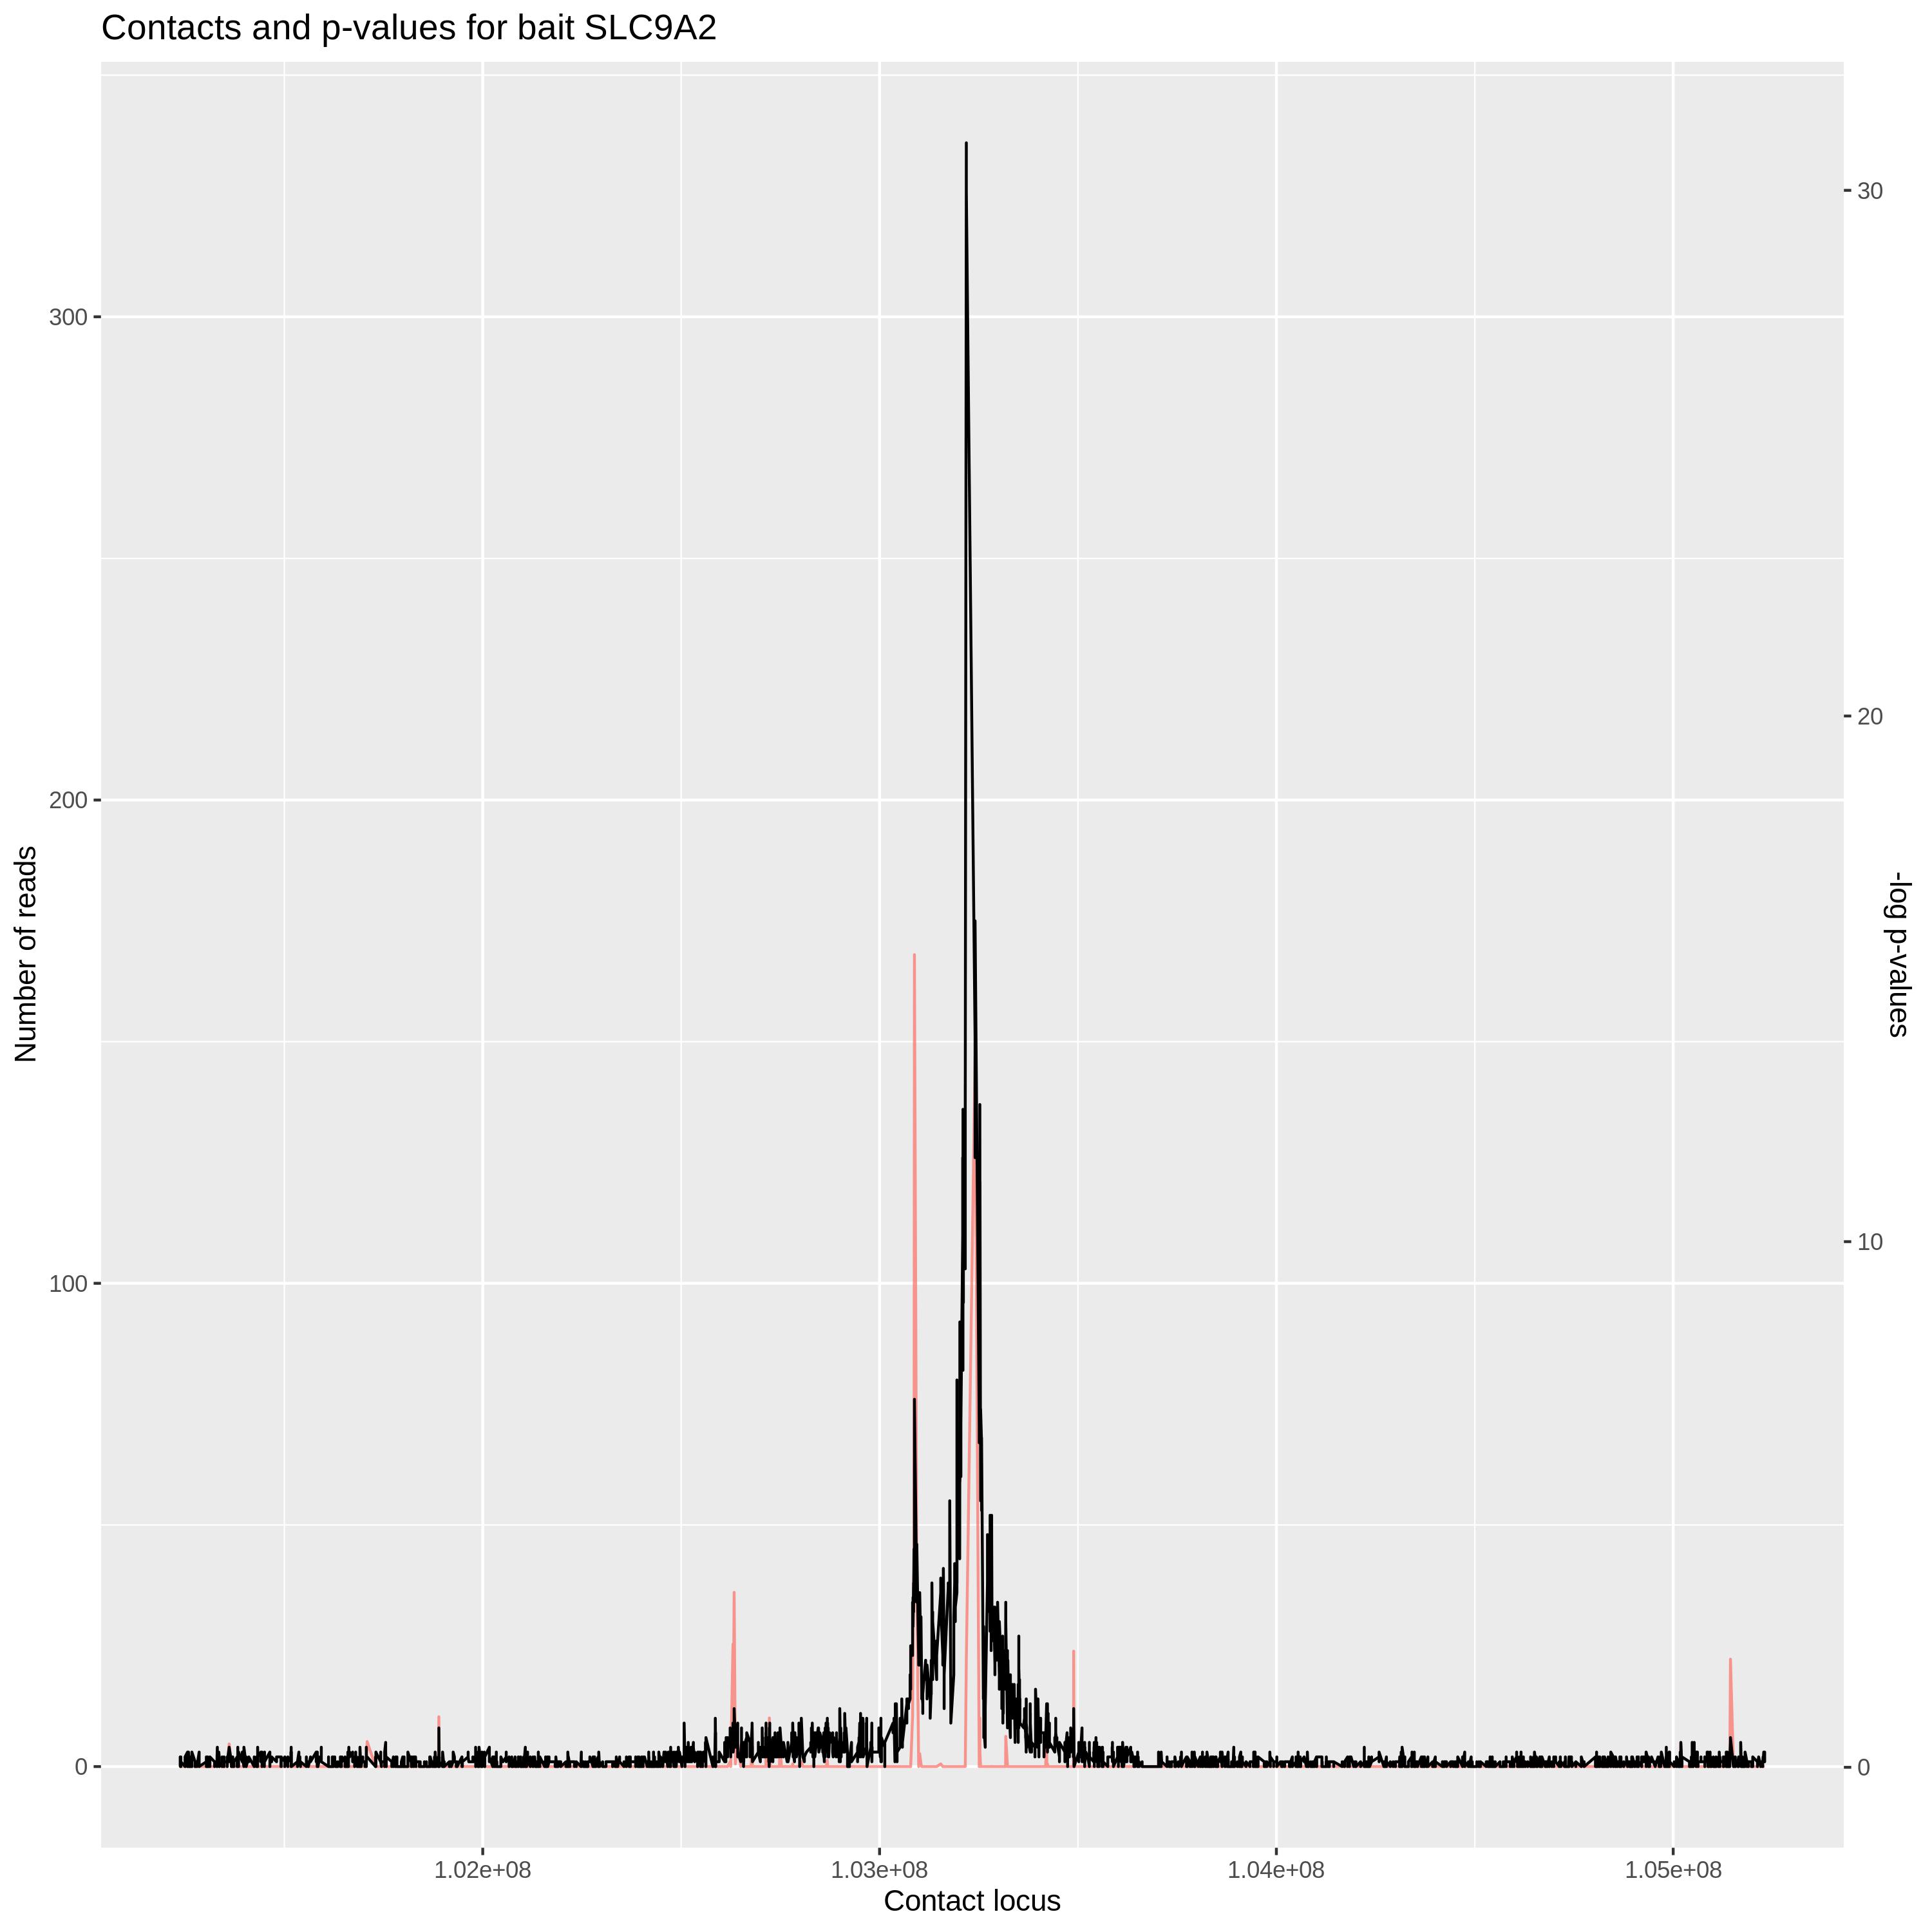 Contacts and p-values for bait SLC9A2
Number of reads
300
200
100
0
30
20
10
0
-log p-values
1.02e+08
1.03e+08
1.04e+08
1.05e+08
Contact locus